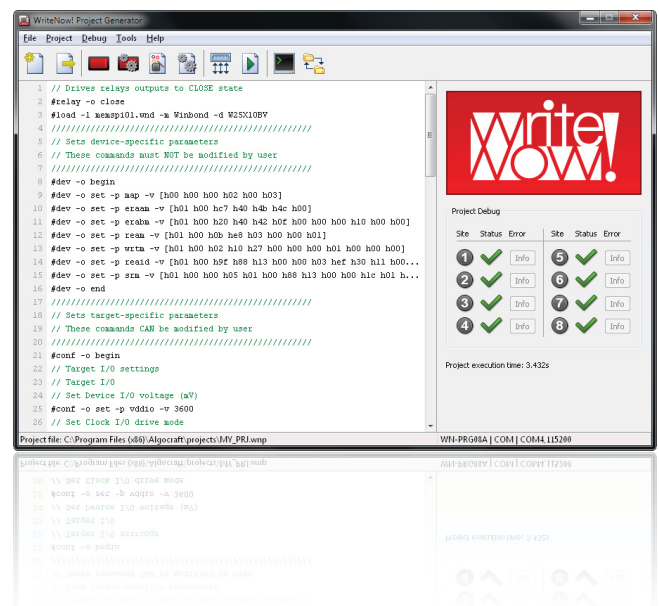 WriteNow! Project Generator
File Project Debug Tools Help
1 // Drives relays outputs to CLOSE state
2 #relay -o close
3 #load -l memspi01.wnd -m Winbond -d W25X10BV
4 ////////////////////////////////////////////////////
5 // Sets device-specific parameters
6 // These commands must NOT be modified by user
7 ////////////////////////////////////////////////////
8 #dev -o begin
9 #dev -o set -p map -v [h00 h00 h00 h02 h00 h03]
10 #dev -o set -p eraam -v [h01 h00 hc7 h40 h4b h4c h00]
11 #dev -o set -p erabm -v [h01 h00 h20 h40 h42 h0f h00 h00 h00 h10 h00 h00]
12 #dev -o set -p ream -v [h01 h00 h0b he8 h03 h00 h00 h01]
13 #dev -o set -p wrtm -v [h01 h00 h02 h10 h27 h00 h00 h00 h01 h00 h00 h00]
14 #dev -o set -p reaid -v [h01 h00 h9f h88 h13 h00 h00 h03 hef h30 h11 h00...
15 #dev -o set -p srm -v [h01 h00 h00 h05 h01 h00 h88 h13 h00 h00 h1c h01 h...
16 #dev -o end
17 ////////////////////////////////////////////////////
18 // Sets target-specific parameters
19 // These commands CAN be modified by user
20 ////////////////////////////////////////////////////
21 #conf -o begin
22 // Target I/O settings
23 // Target I/O
24 // Set Device I/O voltage (mV)
25 #conf -o set -p vddio -v 3600
26 // Set Clock I/O drive mode
Write
NOW!
Project Debug
Site Status Error Site Status Error
1 Info 5 Info
2 Info 6 Info
3 Info 7 Info
4 Info 8 Info
Project execution time: 3.432s
Project file: C:\Program Files (x86)\Algocraft\projects\MY_PRJ.wnp
WN-PRG08A | COM | COM4,115200